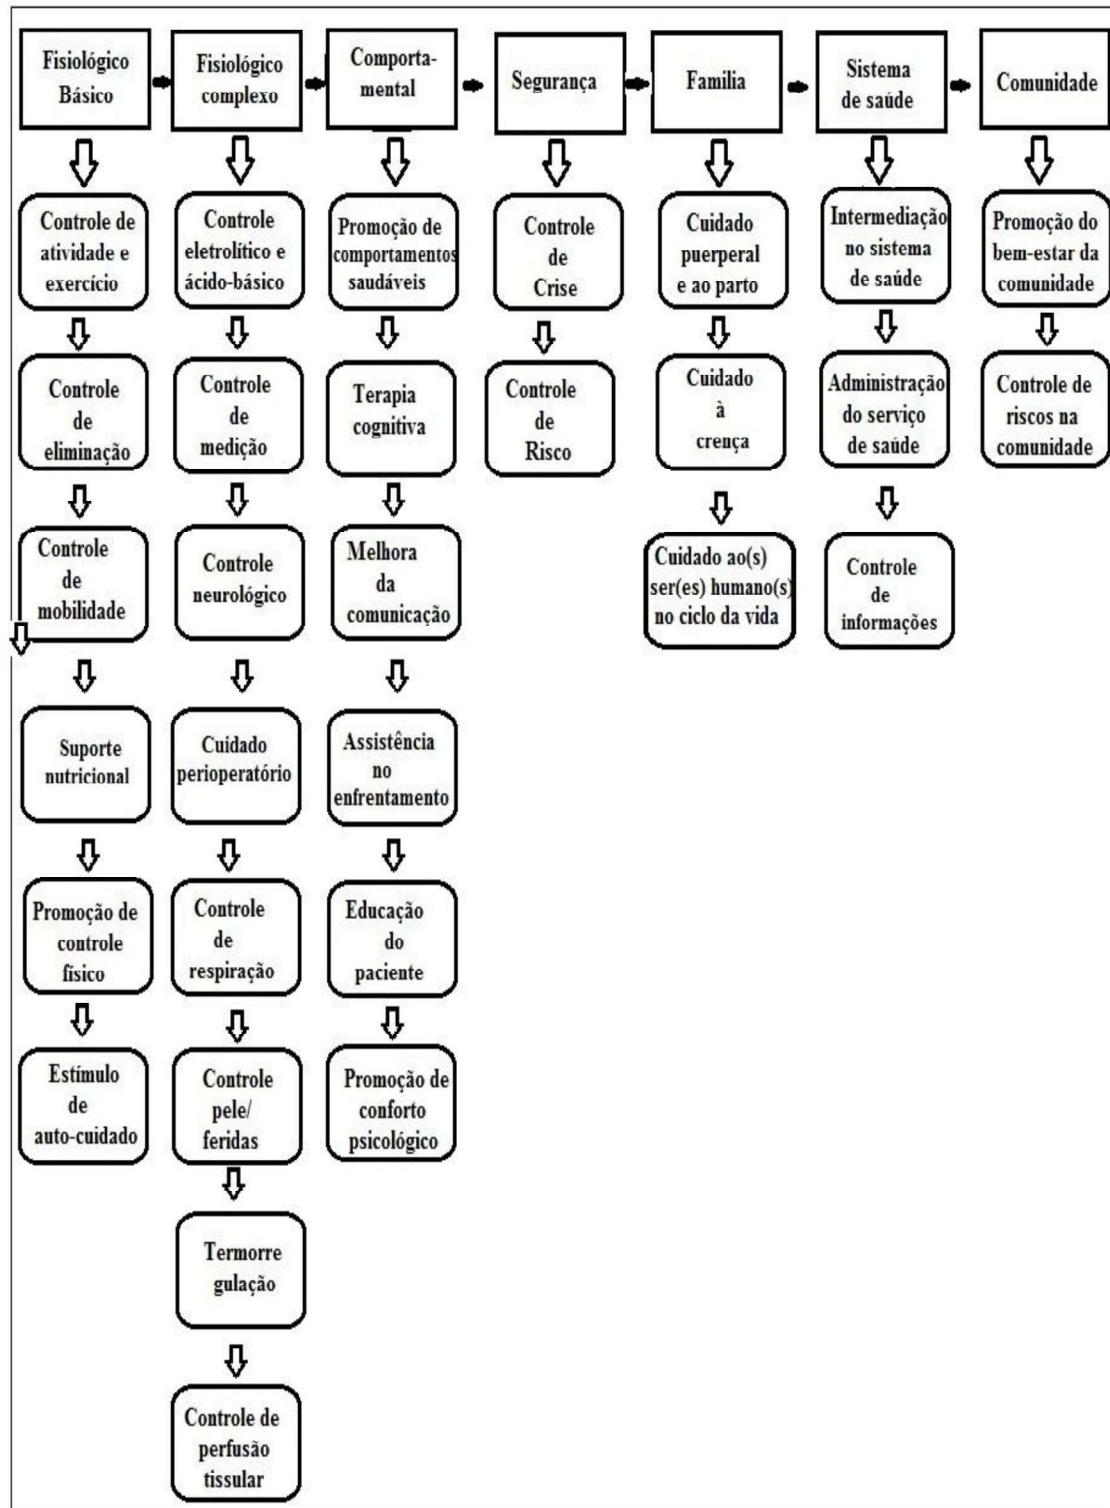 Fisiológico
Básico
Fisiológico
complexo
Comporta-
mental
Segurança
Familia
Sistema
de saúde
Comunidade
Controle de
atividade e
exercício
Controle
de
eliminação
Controle
de
mobilidade
Suporte
nutricional
Promoção de
controle
físico
Estímulo
de
auto-cuidado
Controle
eletrolítico e
ácido-básico
Controle
de
medição
Controle
neurológico
Cuidado
perioperatório
Controle
de
respiração
Controle
pele/
feridas
Termorre
gulação
Controle de
perfusão
tissular
Promoção de
comportamentos
saudáveis
Terapia
cognitiva
Melhora
da
comunicação
Assistência
no
enfrentamento
Educação
do
paciente
Promoção de
conforto
psicológico
Controle
de
Crise
Controle
de
Risco
Cuidado
puerperal
e ao parto
Cuidado
à
crença
Cuidado ao(s)
ser(es) humano(s)
no ciclo da vida
Intermediação
no sistema
de saúde
Administração
do serviço
de saúde
Controle
de
informações
Promoção do
bem-estar da
comunidade
Controle de
riscos na
comunidade